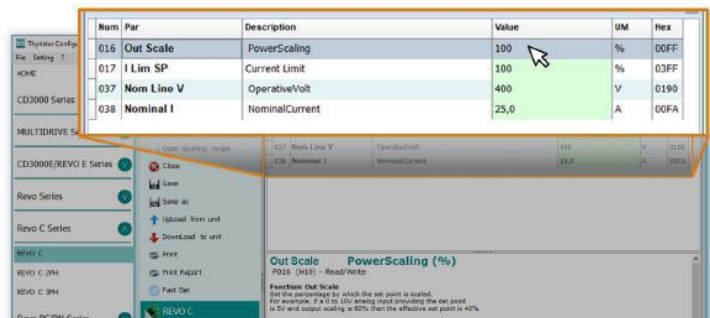 Num Par Description Value UM Hex
016 Out Scale PowerScaling 100 % 00FF
017 I Lim SP Current Limit 100 % 03FF
037 Nom Line V OperativeVolt 400 V 0190
038 Nominal I NominalCurrent 25,0 A 00FA
Thyristor Configu
File Setting ?
HOME
CD3000 Series
MULTIDRIVE Se
CD3000E/REVO E Series
Revo Series
Revo C Series
REVO C
REVO C 2PH
REVO C 3PH
Open existing recipe
Close
Save
Save as
UpLoad from unit
DownLoad to unit
Print
Print Report
Fast Set
REVO C
037 Nom Line V OperativeVolt 400 V 0190
038 Nominal I NominalCurrent 25,0 A 00FA
Out Scale PowerScaling (%)
P016 (H10) - Read/Write
Function: Out Scale
Set the percentage by which the set point is scaled.
For example, if a 0 to 10V analog input providing the set point
is 5V and output scaling is 80% then the effective set point is 40%